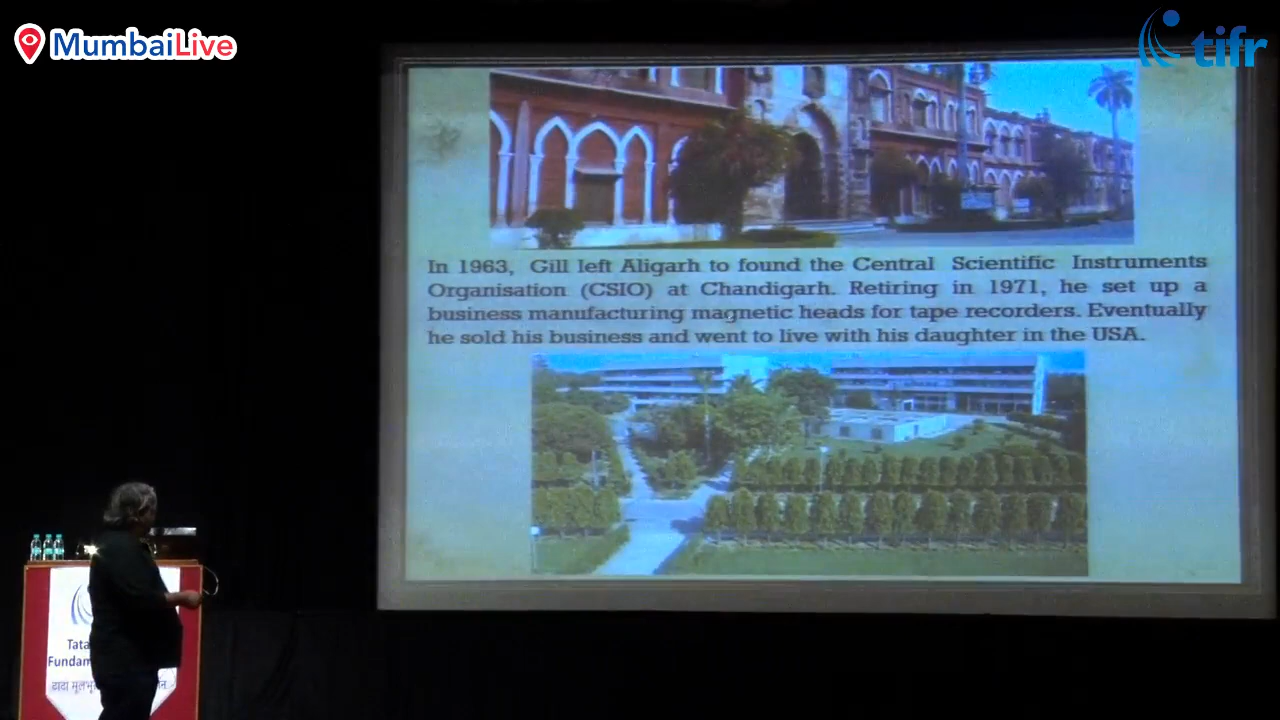 MumbaiLive
tifr
In 1963, Gill left Aligarh to found the Central Scientific Instruments
Organisation (CSIO) at Chandigarh. Retiring in 1971, he set up a
business manufacturing magnetic heads for tape recorders. Eventually
he sold his business and went to live with his daughter in the USA.
Tata
Fundam
टाटा मूलभू